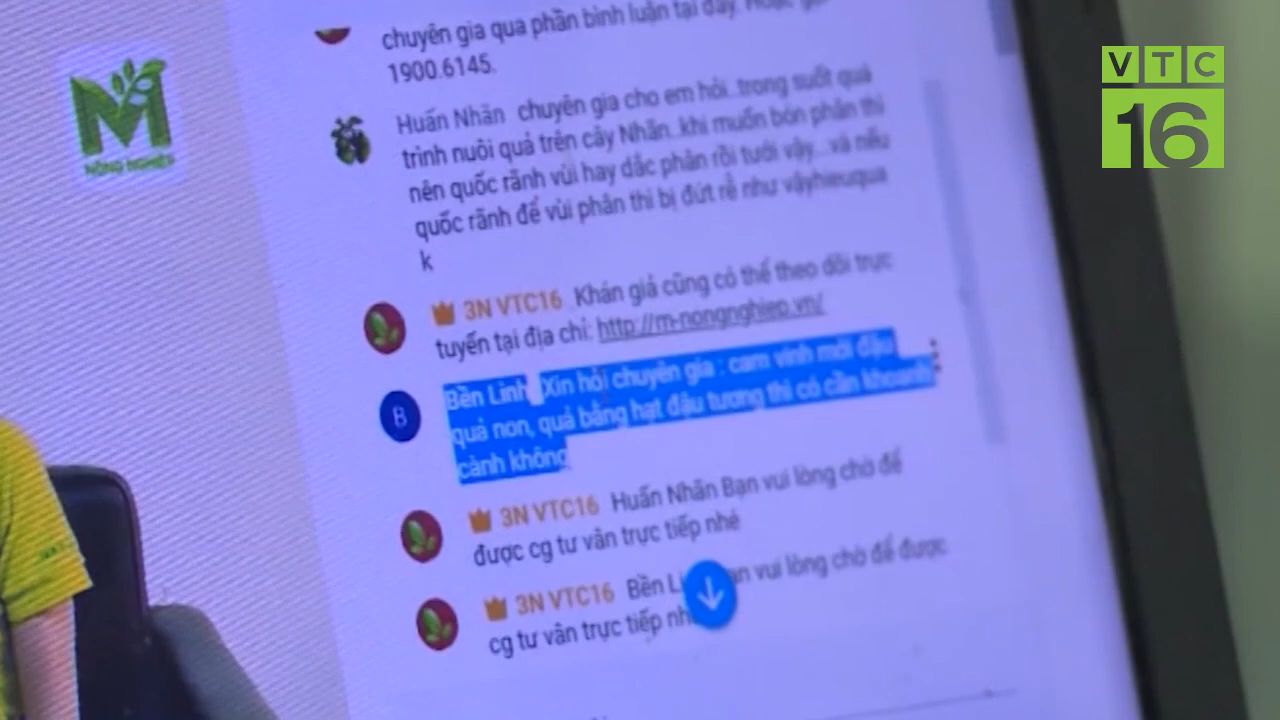 VTC
16
M
NÔNG NGHIỆP
chuyên gia qua phần bình luận tại đây. Hoặc gọi
1900.6145.
Huấn Nhãn chuyên gia cho em hỏi..trong suốt quá
trình nuôi quả trên cây Nhãn..khi muốn bón phân thì
nên quốc rãnh vùi hay dắc phân rồi tưới vậy...và nếu
quốc rãnh để vùi phân thì bị đứt rễ như vậyhieuqua
k
3N VTC16 Khán giả cũng có thể theo dõi trực
tuyến tại địa chỉ: http://m-nongnghiep.vn/
B
Bền Linh Xin hỏi chuyên gia : cam vinh mới đậu
quả non, quả bằng hạt đậu tương thì có cần khoanh
cành không
3N VTC16 Huấn Nhãn Bạn vui lòng chờ để
được cg tư vấn trực tiếp nhé
3N VTC16 Bền vui lòng chờ để được
cg tư vấn trực tiếp